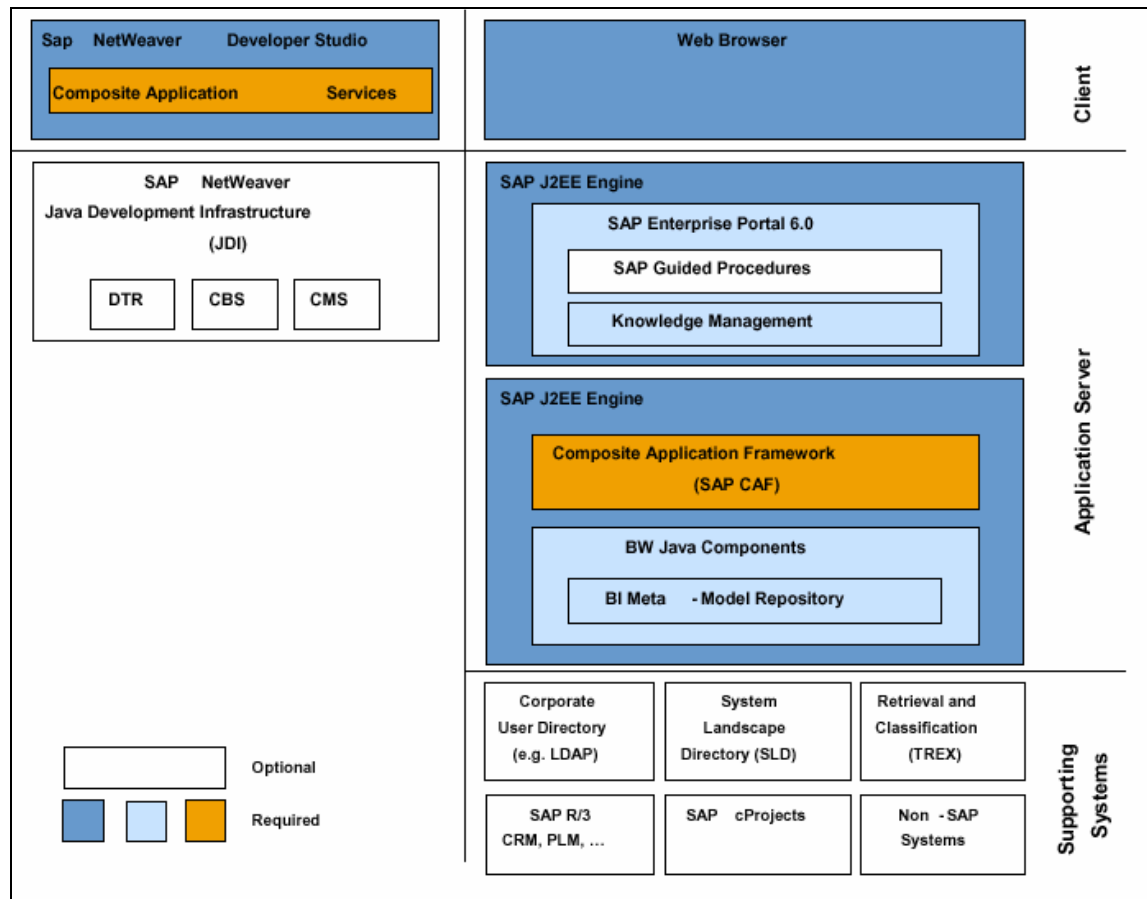 Sap NetWeaver Developer Studio
Composite Application Services
Web Browser
Client
SAP NetWeaver
Java Development Infrastructure
(JDI)
DTR
CBS
CMS
SAP J2EE Engine
SAP Enterprise Portal 6.0
SAP Guided Procedures
Knowledge Management
SAP J2EE Engine
Composite Application Framework
(SAP CAF)
BW Java Components
BI Meta - Model Repository
Application Server
Corporate
User Directory
(e.g. LDAP)
System
Landscape
Directory (SLD)
Retrieval and
Classification
(TREX)
SAP R/3
CRM, PLM, ...
SAP cProjects
Non - SAP
Systems
Supporting
Systems
Optional
Required